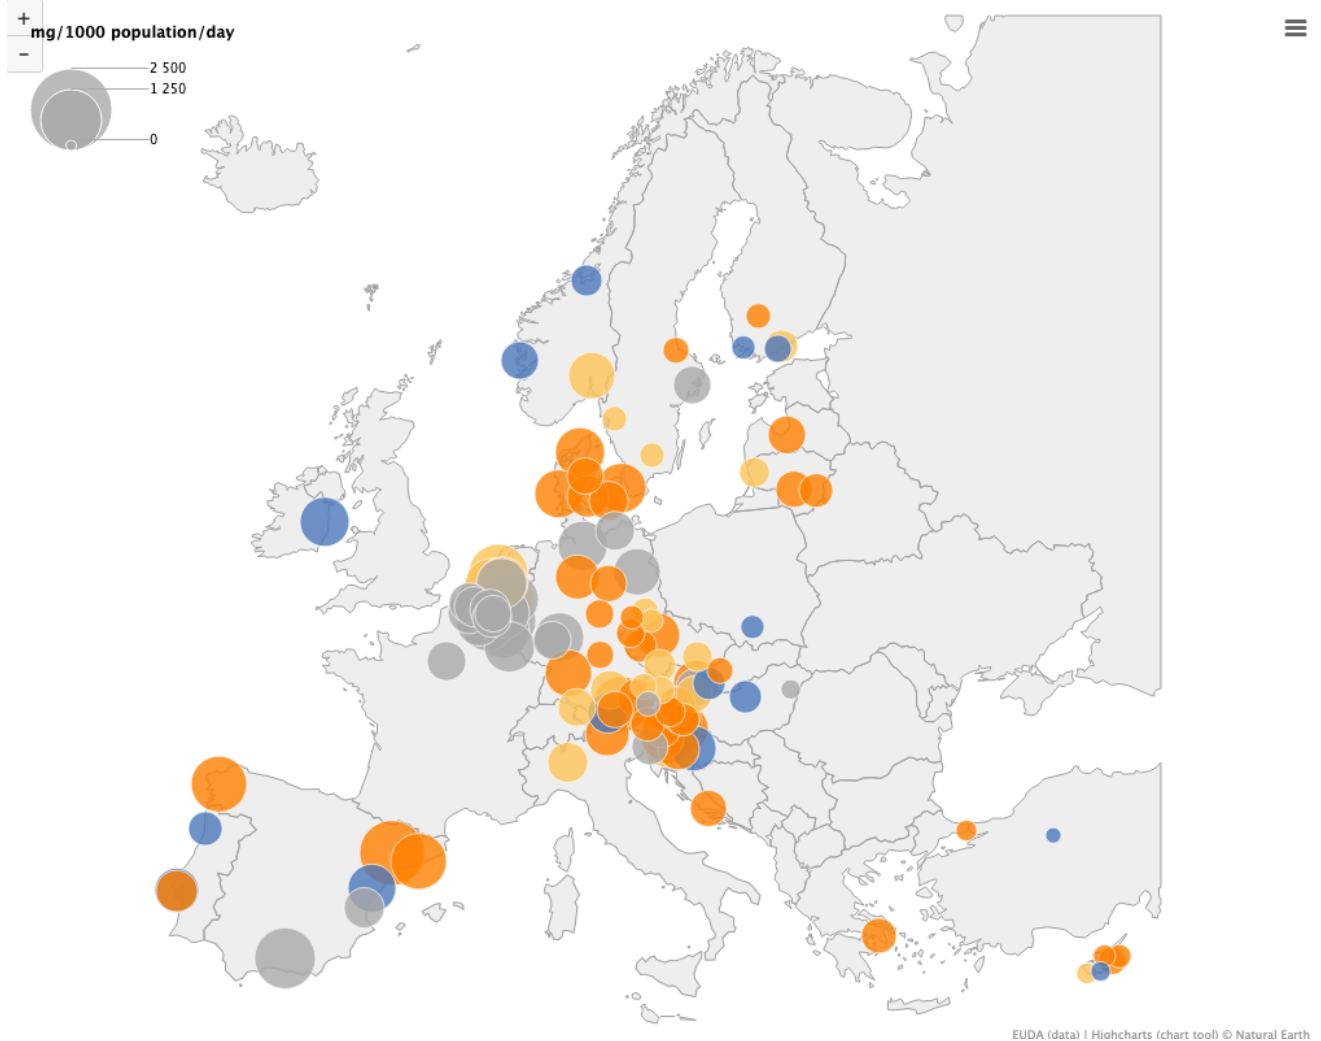 +
mg/1000 population/day
−
2 500
1 250
0
EUDA (data) | Highcharts (chart tool) © Natural Earth